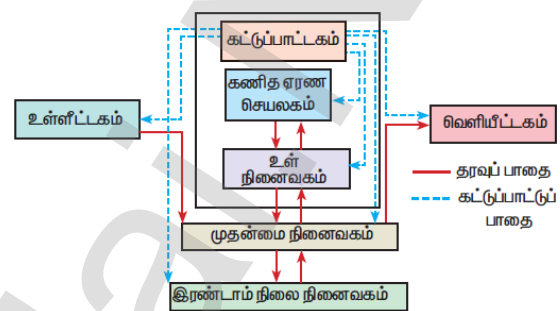 கட்டுப்பாட்டகம்
கணித ஏரண
செயலகம்
உள்ளீட்டகம்
வெளியீட்டகம்
உள்
நினைவகம்
தரவுப் பாதை
கட்டுப்பாட்டுப்
பாதை
முதன்மை நினைவகம்
இரண்டாம் நிலை நினைவகம்